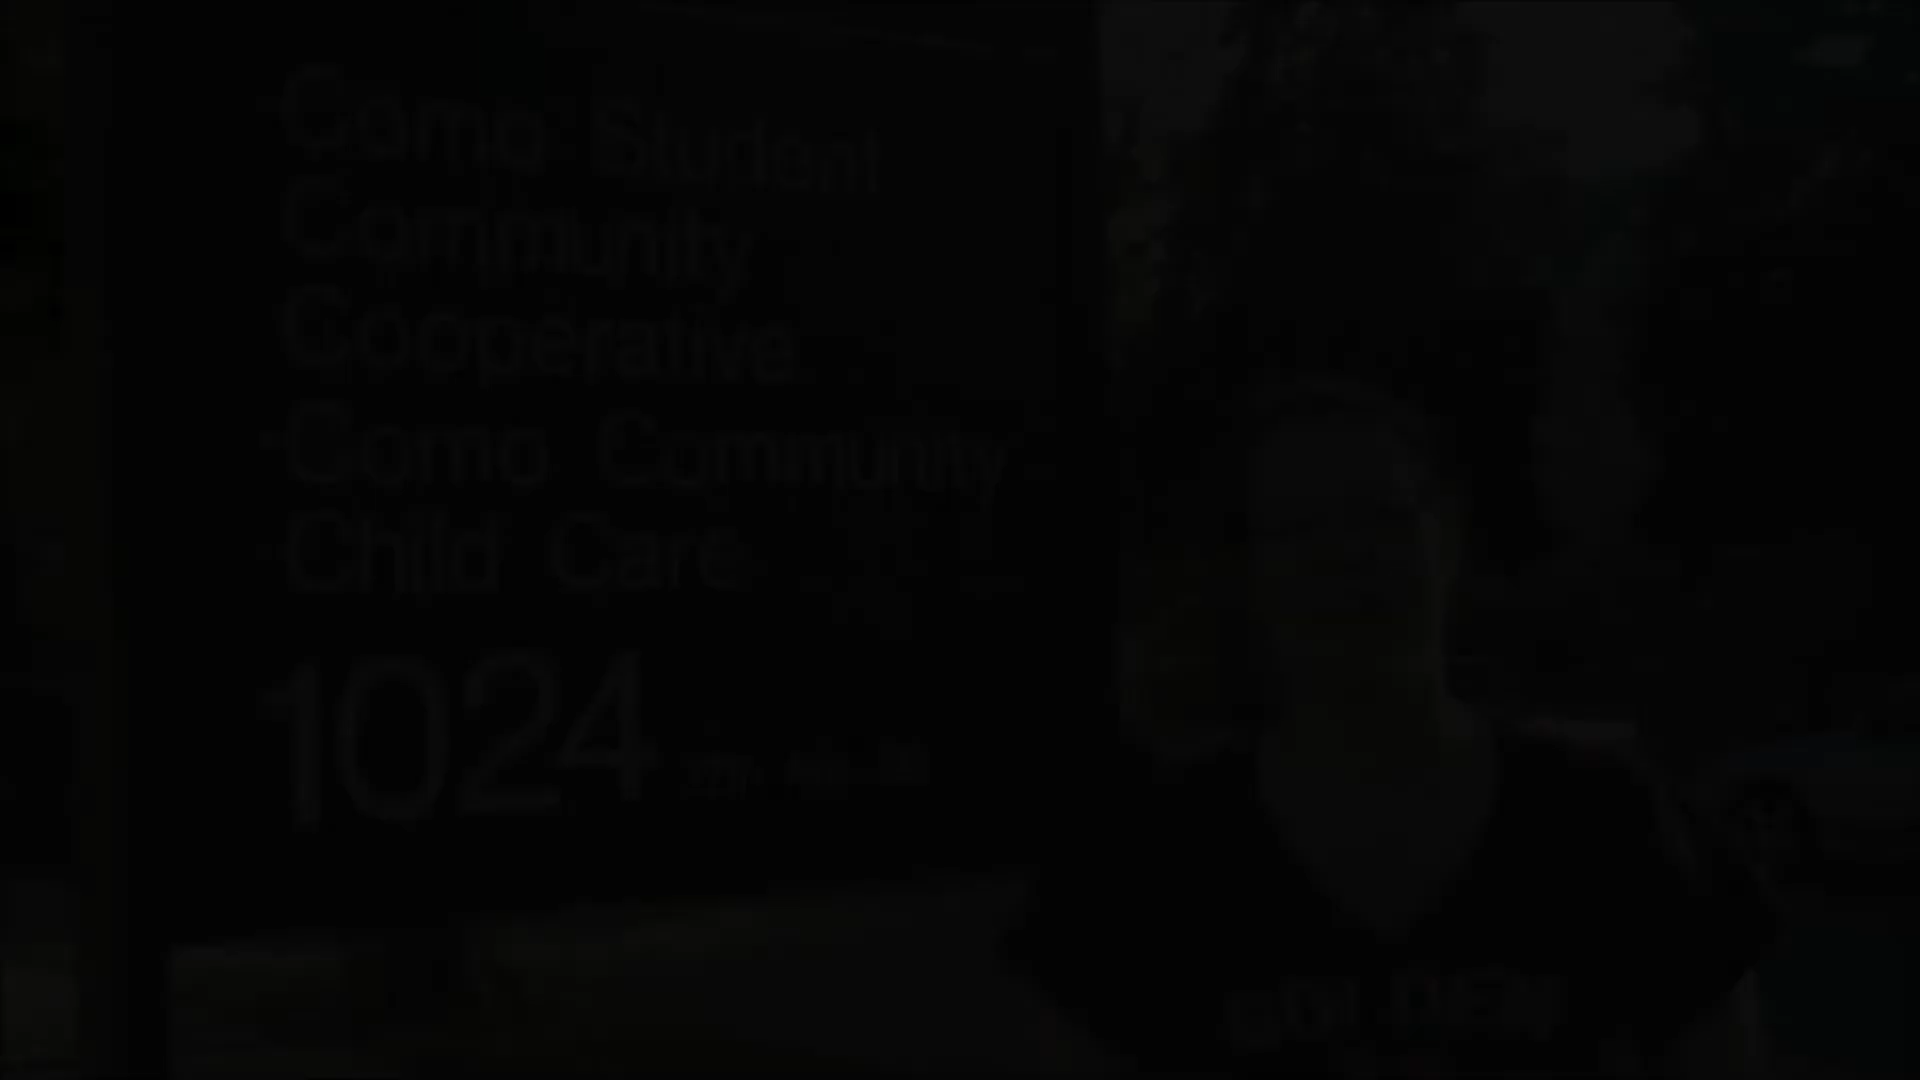 Como Student
Community
Cooperative
Como Community
Child Care
1024